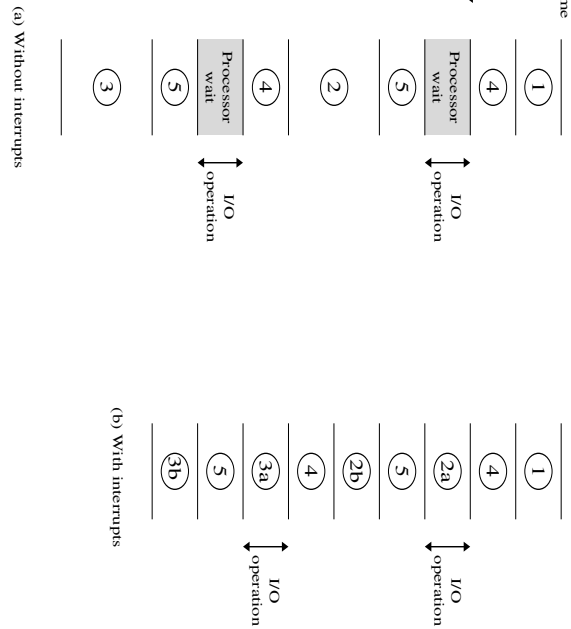 me
1
4
Processor
wait
I/O
operation
5
2
4
Processor
wait
I/O
operation
5
3
(a) Without interrupts
1
4
2a
I/O
operation
5
2b
4
3a
I/O
operation
5
3b
(b) With interrupts